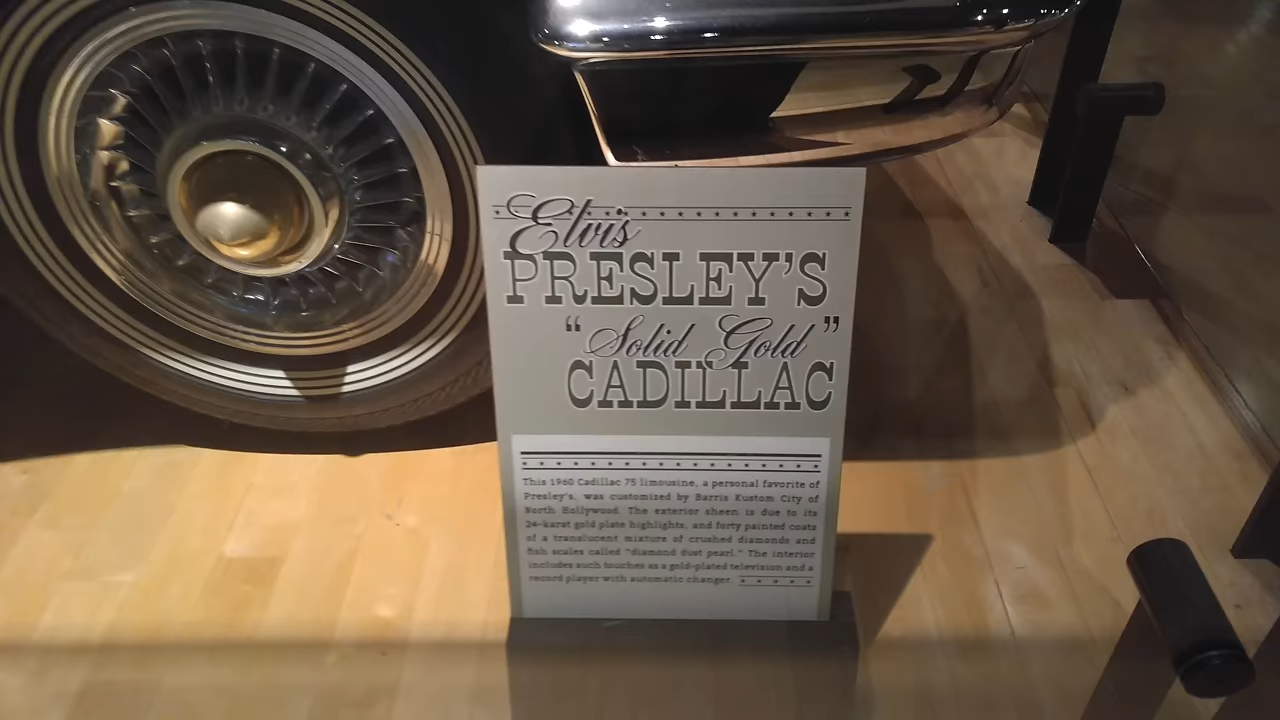 Elvis
PRESLEY'S
"Solid Gold"
CADILLAC
This 1960 Cadillac 75 limousine, a personal favorite of
Presley's, was customized by Barris Kustom City of
North Hollywood. The exterior sheen is due to its
24-karat gold plate highlights, and forty painted coats
of a translucent mixture of crushed diamonds and
fish scales called "diamond dust pearl." The interior
includes such touches as a gold-plated television and a
record player with automatic changer.